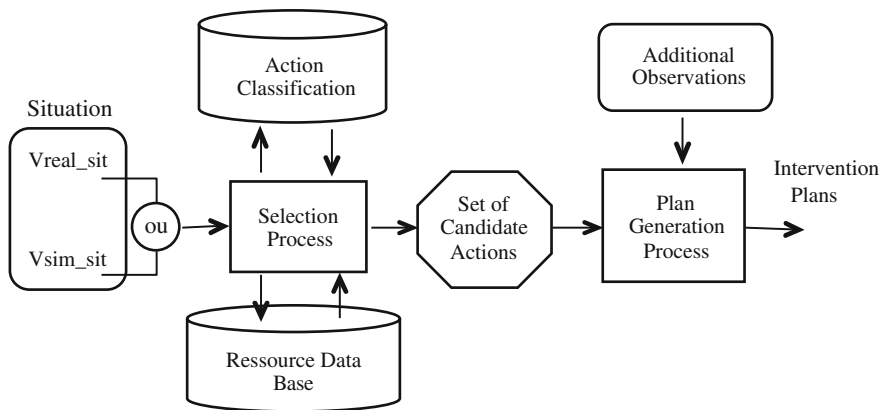 Situation
Vreal_sit
Vsim_sit
ou
Action
Classification
Selection
Process
Ressource Data
Base
Set of
Candidate
Actions
Additional
Observations
Plan
Generation
Process
Intervention
Plans